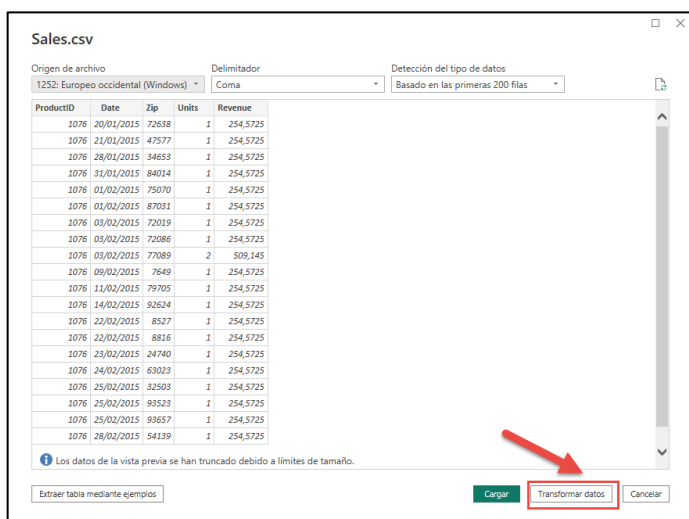 Sales.csv
Origen de archivo Delimitador Detección del tipo de datos
1252: Europeo occidental (Windows) Coma Basado en las primeras 200 filas
ProductID Date Zip Units Revenue
1076 20/01/2015 72638 1 254,5725
1076 21/01/2015 47577 1 254,5725
1076 28/01/2015 34653 1 254,5725
1076 31/01/2015 84014 1 254,5725
1076 01/02/2015 75070 1 254,5725
1076 01/02/2015 87031 1 254,5725
1076 03/02/2015 72019 1 254,5725
1076 03/02/2015 72086 1 254,5725
1076 03/02/2015 77089 2 509,145
1076 09/02/2015 7649 1 254,5725
1076 11/02/2015 79705 1 254,5725
1076 14/02/2015 92624 1 254,5725
1076 22/02/2015 8527 1 254,5725
1076 22/02/2015 8816 1 254,5725
1076 23/02/2015 24740 1 254,5725
1076 24/02/2015 63023 1 254,5725
1076 25/02/2015 32503 1 254,5725
1076 25/02/2015 93523 1 254,5725
1076 25/02/2015 93657 1 254,5725
1076 28/02/2015 54139 1 254,5725
Los datos de la vista previa se han truncado debido a límites de tamaño.
Extraer tabla mediante ejemplos Cargar Transformar datos Cancelar